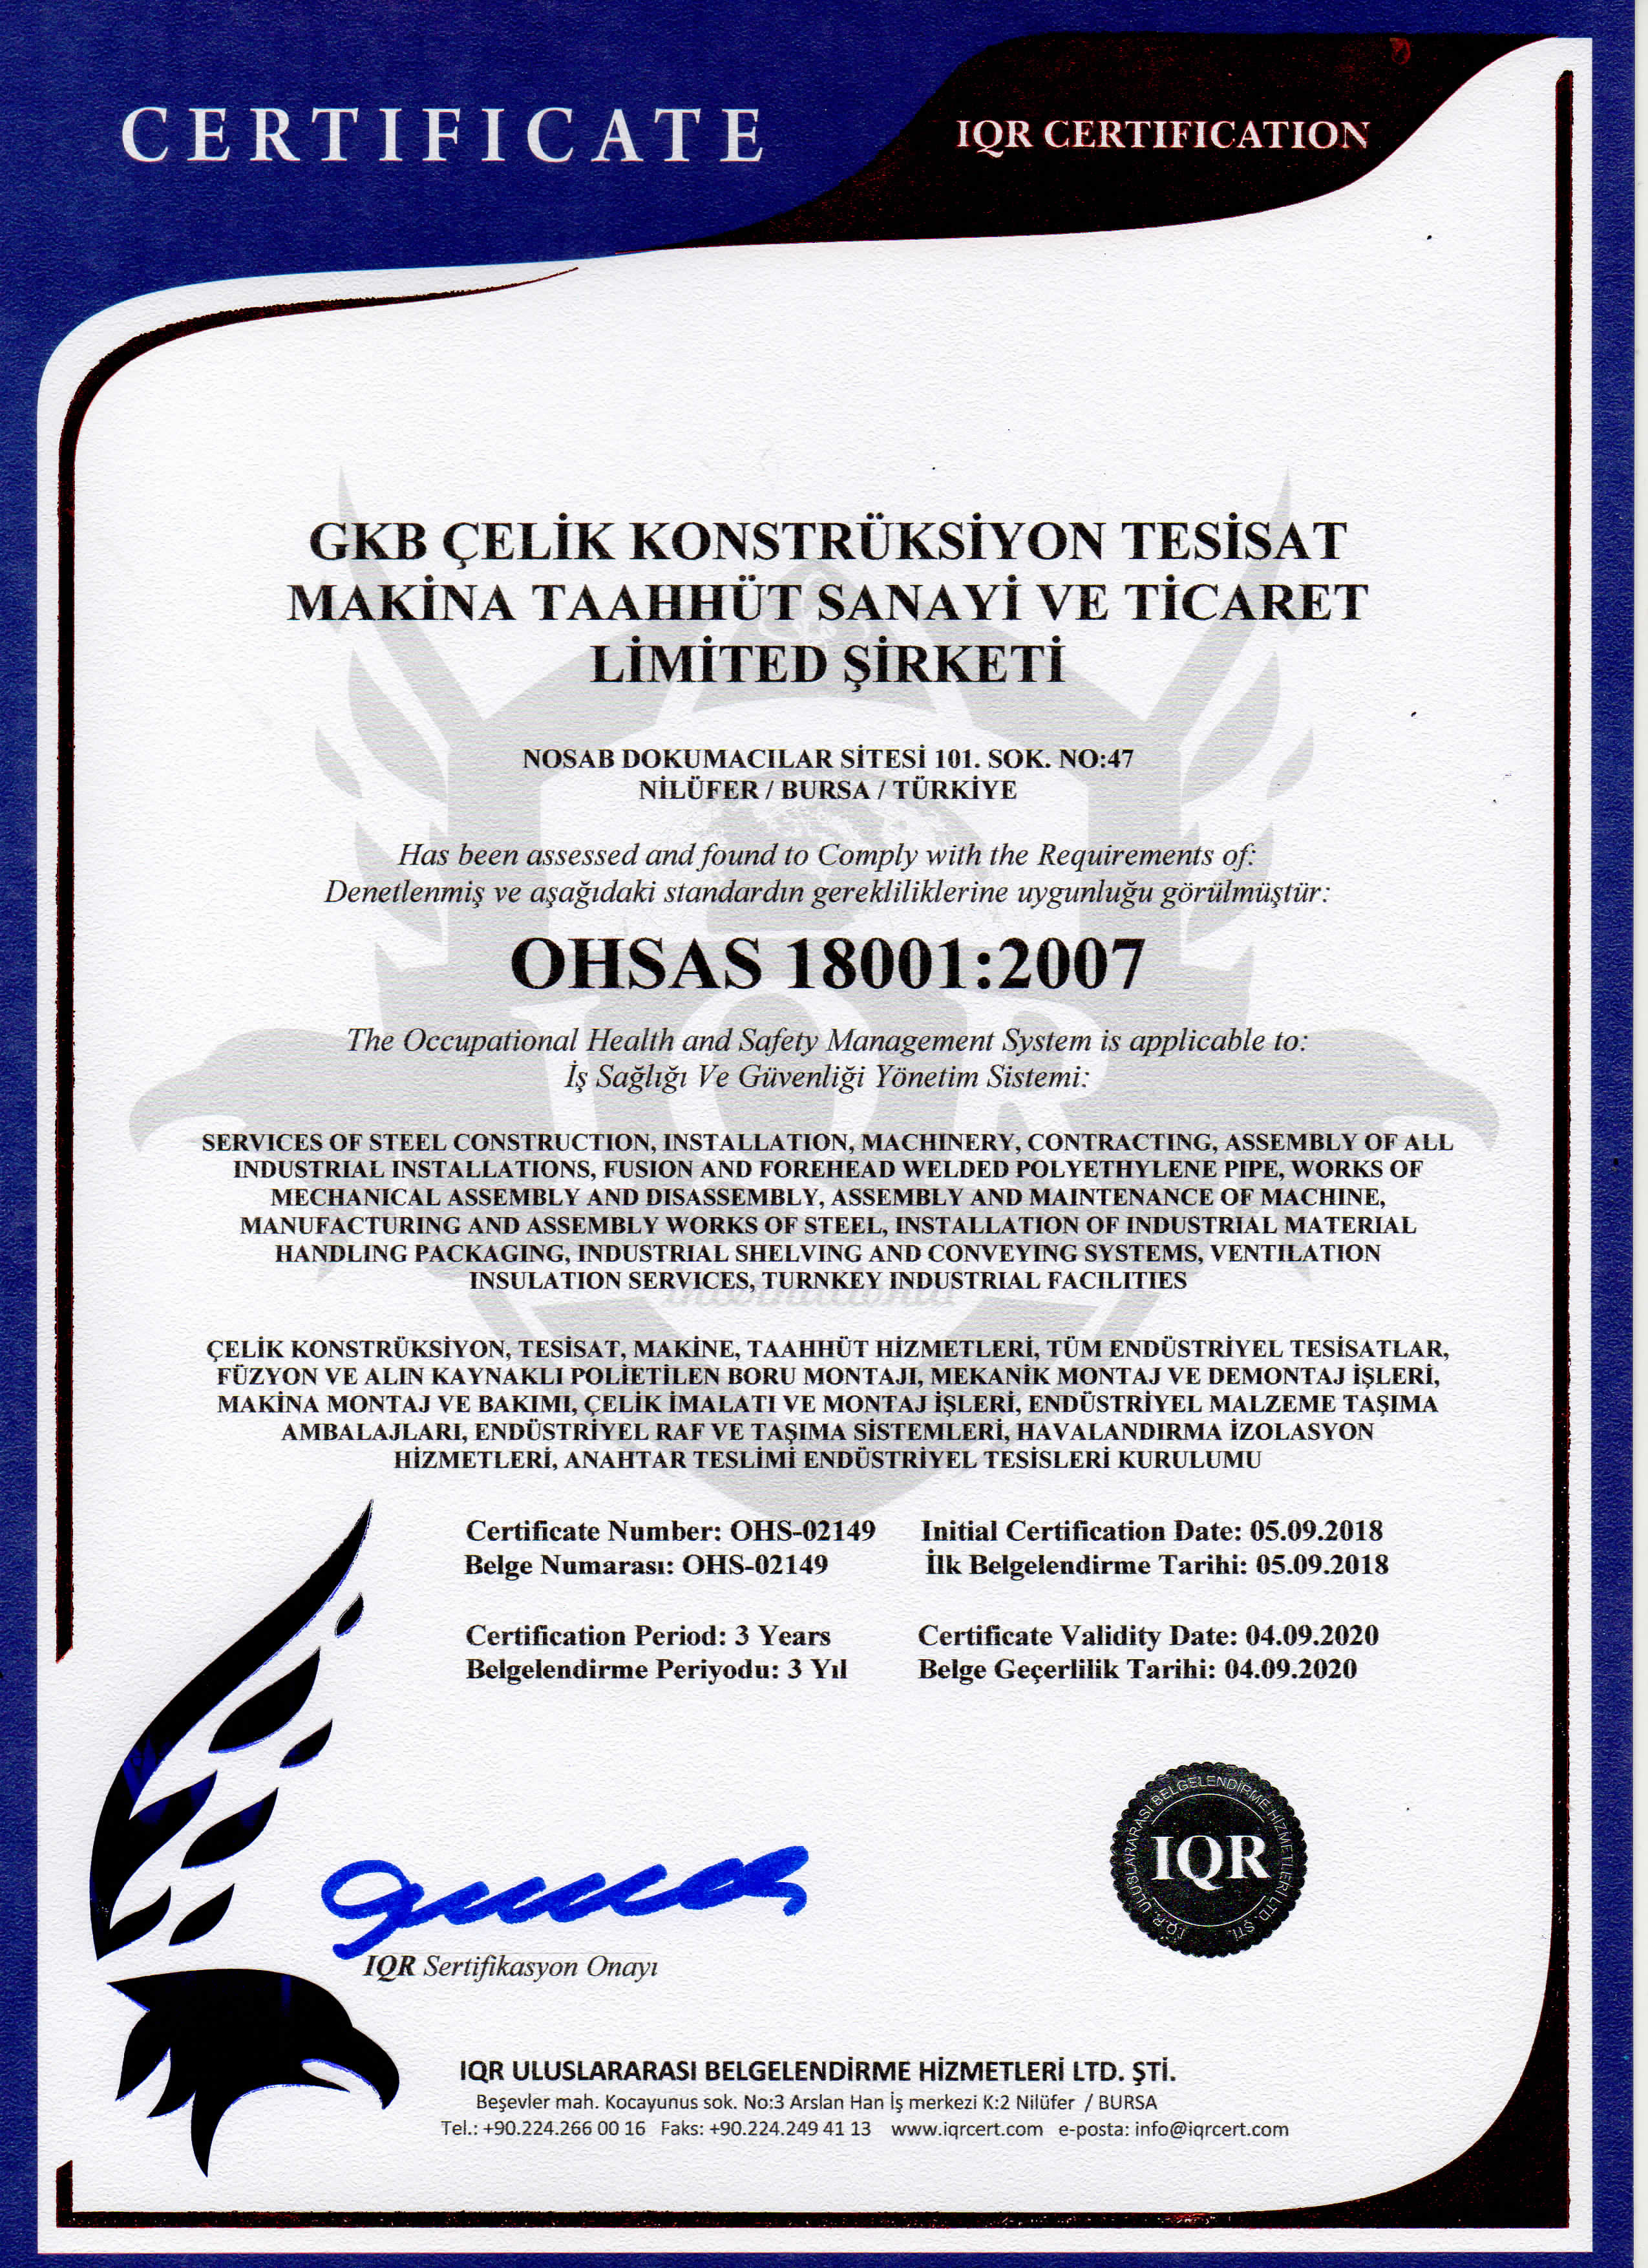 CERTIFICATE
IQR CERTIFICATION
GKB ÇELİK KONSTRÜKSİYON TESİSAT
MAKİNA TAAHHÜT SANAYİ VE TİCARET
LİMİTED ŞİRKETİ
NOSAB DOKUMACILAR SİTESİ 101. SOK. NO:47
NİLÜFER / BURSA / TÜRKİYE
Has been assessed and found to Comply with the Requirements of:
Denetlenmiş ve aşağıdaki standardın gerekliliklerine uygunluğu görülmüştür:
OHSAS 18001:2007
The Occupational Health and Safety Management System is applicable to:
İş Sağlığı Ve Güvenliği Yönetim Sistemi:
IQR
SERVICES OF STEEL CONSTRUCTION, INSTALLATION, MACHINERY, CONTRACTING, ASSEMBLY OF ALL
INDUSTRIAL INSTALLATIONS, FUSION AND FOREHEAD WELDED POLYETHYLENE PIPE, WORKS OF
MECHANICAL ASSEMBLY AND DISASSEMBLY, ASSEMBLY AND MAINTENANCE OF MACHINE,
MANUFACTURING AND ASSEMBLY WORKS OF STEEL, INSTALLATION OF INDUSTRIAL MATERIAL
HANDLING PACKAGING, INDUSTRIAL SHELVING AND CONVEYING SYSTEMS, VENTILATION
INSULATION SERVICES, TURNKEY INDUSTRIAL FACILITIES
international
ÇELİK KONSTRÜKSİYON, TESİSAT, MAKİNE, TAAHHÜT HİZMETLERİ, TÜM ENDÜSTRİYEL TESİSATLAR,
FÜZYON VE ALIN KAYNAKLI POLİETİLEN BORU MONTAJI, MEKANİK MONTAJ VE DEMONTAJ İŞLERİ,
MAKİNA MONTAJ VE BAKIMI, ÇELİK İMALATI VE MONTAJ İŞLERİ, ENDÜSTRİYEL MALZEME TAŞIMA
AMBALAJLARI, ENDÜSTRİYEL RAF VE TAŞIMA SİSTEMLERİ, HAVALANDIRMA İZOLASYON
HİZMETLERİ, ANAHTAR TESLİMİ ENDÜSTRİYEL TESİSLERİ KURULUMU
Certificate Number: OHS-02149 Initial Certification Date: 05.09.2018
Belge Numarası: OHS-02149 İlk Belgelendirme Tarihi: 05.09.2018
Certification Period: 3 Years Certificate Validity Date: 04.09.2020
Belgelendirme Periyodu: 3 Yıl Belge Geçerlilik Tarihi: 04.09.2020
I.Q.R. ULUSLARARASI BELGELENDİRME HİZMETLERİ LTD. ŞTİ.
IQR
IQR Sertifikasyon Onayı
IQR ULUSLARARASI BELGELENDİRME HİZMETLERİ LTD. ŞTİ.
Beşevler mah. Kocayunus sok. No:3 Arslan Han İş merkezi K:2 Nilüfer / BURSA
Tel.: +90.224.266 00 16 Faks: +90.224.249 41 13 www.iqrcert.com e-posta: info@iqrcert.com